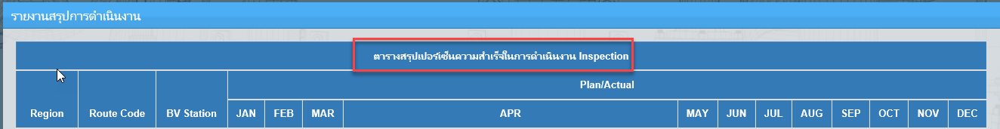 รายงานสรุปการดำเนินงาน
ตารางสรุปเปอร์เซ็นความสำเร็จในการดำเนินงาน Inspection
Plan/Actual
Region Route Code BV Station JAN FEB MAR APR MAY JUN JUL AUG SEP OCT NOV DEC